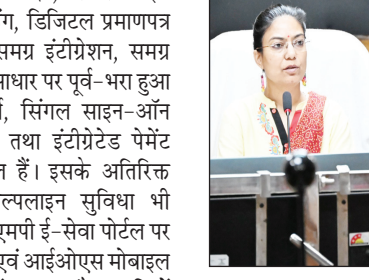 ंग, डिजिटल प्रमाणपत्र
समग्र इंटीग्रेशन, समग्र
आधार पर पूर्व-भरा हुआ
सिंगल साइन-ऑन
तथा इंटीग्रेटेड पेमेंट
हैं। इसके अतिरिक्त
ल्पलाइन सुविधा भी
एमपी ई-सेवा पोर्टल पर
एवं आईओएस मोबाइल